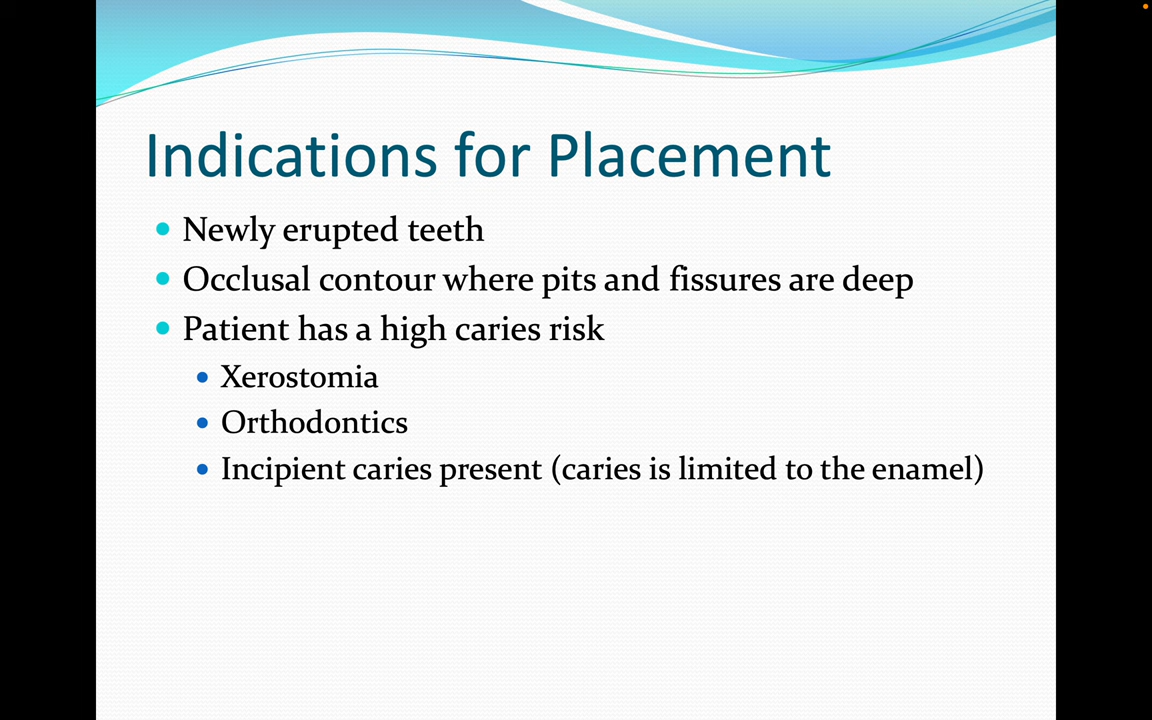 Indications for Placement
Newly erupted teeth
Occlusal contour where pits and fissures are deep
Patient has a high caries risk
Xerostomia
Orthodontics
Incipient caries present (caries is limited to the enamel)